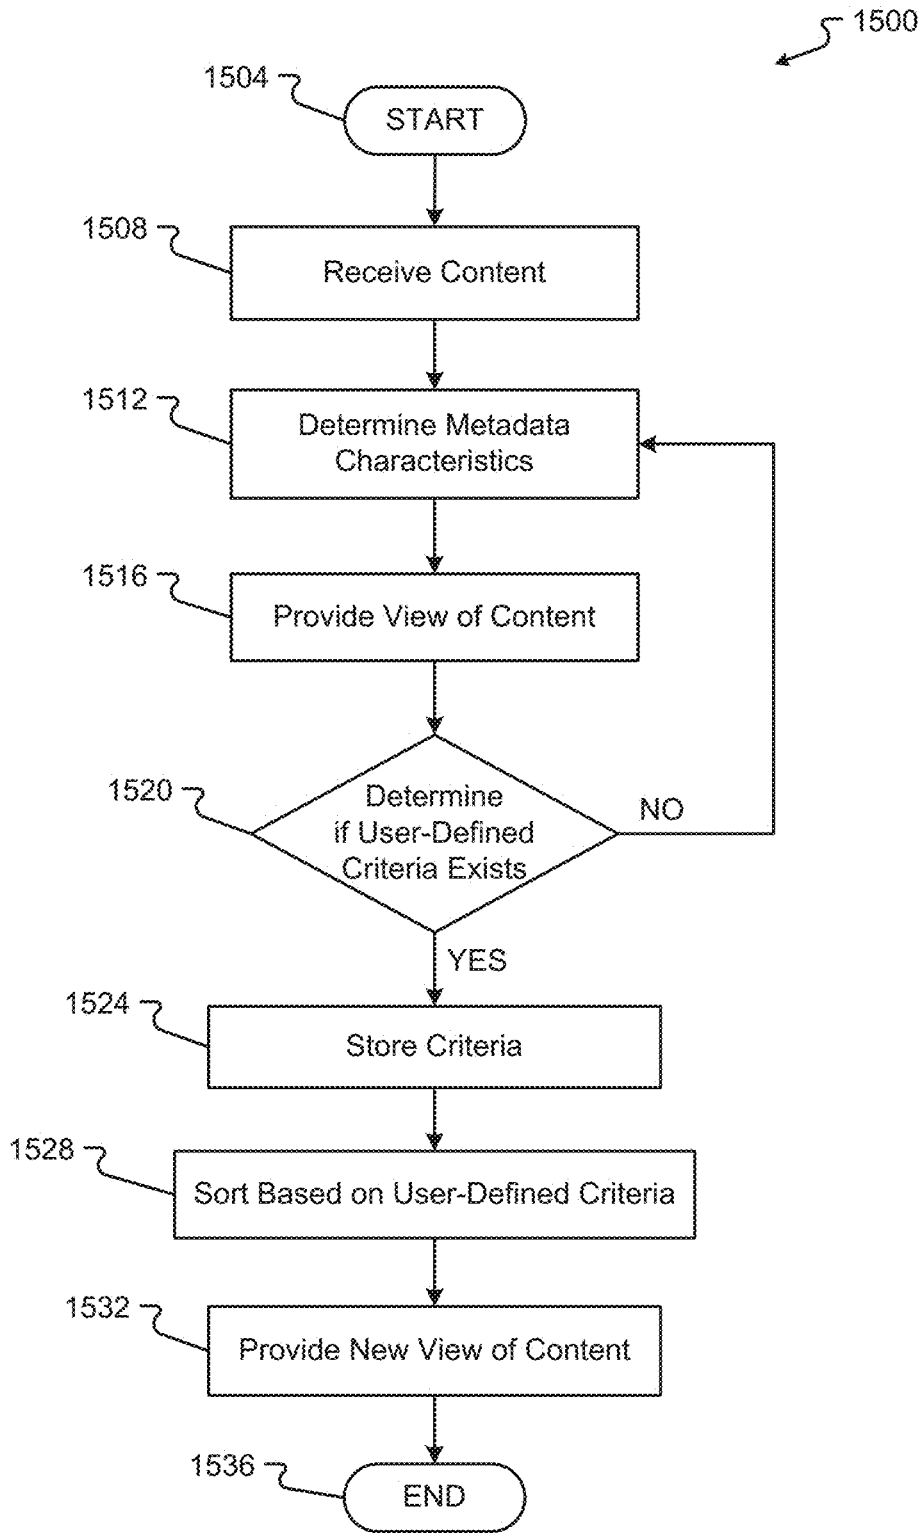 1500
1504
START
1508
Receive Content
1512
Determine Metadata
Characteristics
1516
Provide View of Content
1520
Determine
if User-Defined
Criteria Exists
NO
YES
1524
Store Criteria
1528
Sort Based on User-Defined Criteria
1532
Provide New View of Content
1536
END